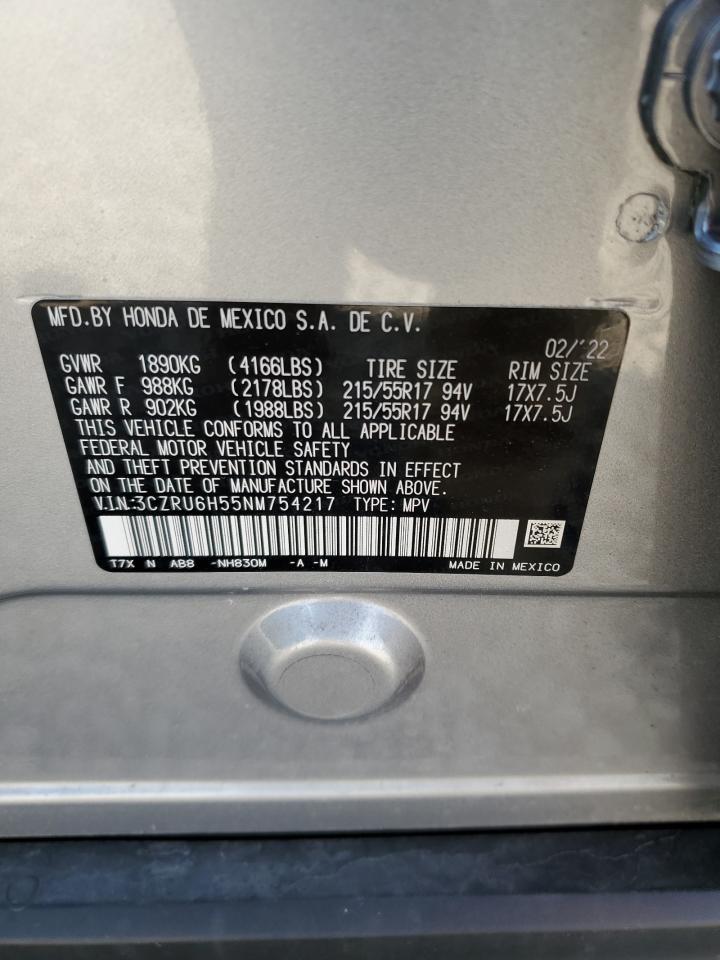 MFD.BY HONDA DE MEXICO S.A. DE C.V.
02/'22
GVWR 1890KG (4166LBS) TIRE SIZE RIM SIZE
GAWR F 988KG (2178LBS) 215/55R17 94V 17X7.5J
GAWR R 902KG (1988LBS) 215/55R17 94V 17X7.5J
THIS VEHICLE CONFORMS TO ALL APPLICABLE
FEDERAL MOTOR VEHICLE SAFETY
AND THEFT PREVENTION STANDARDS IN EFFECT
ON THE DATE OF MANUFACTURE SHOWN ABOVE.
V.I.N:3CZRU6H55NM754217 TYPE: MPV
T7X N AB8 -NH830M -A -M MADE IN MEXICO